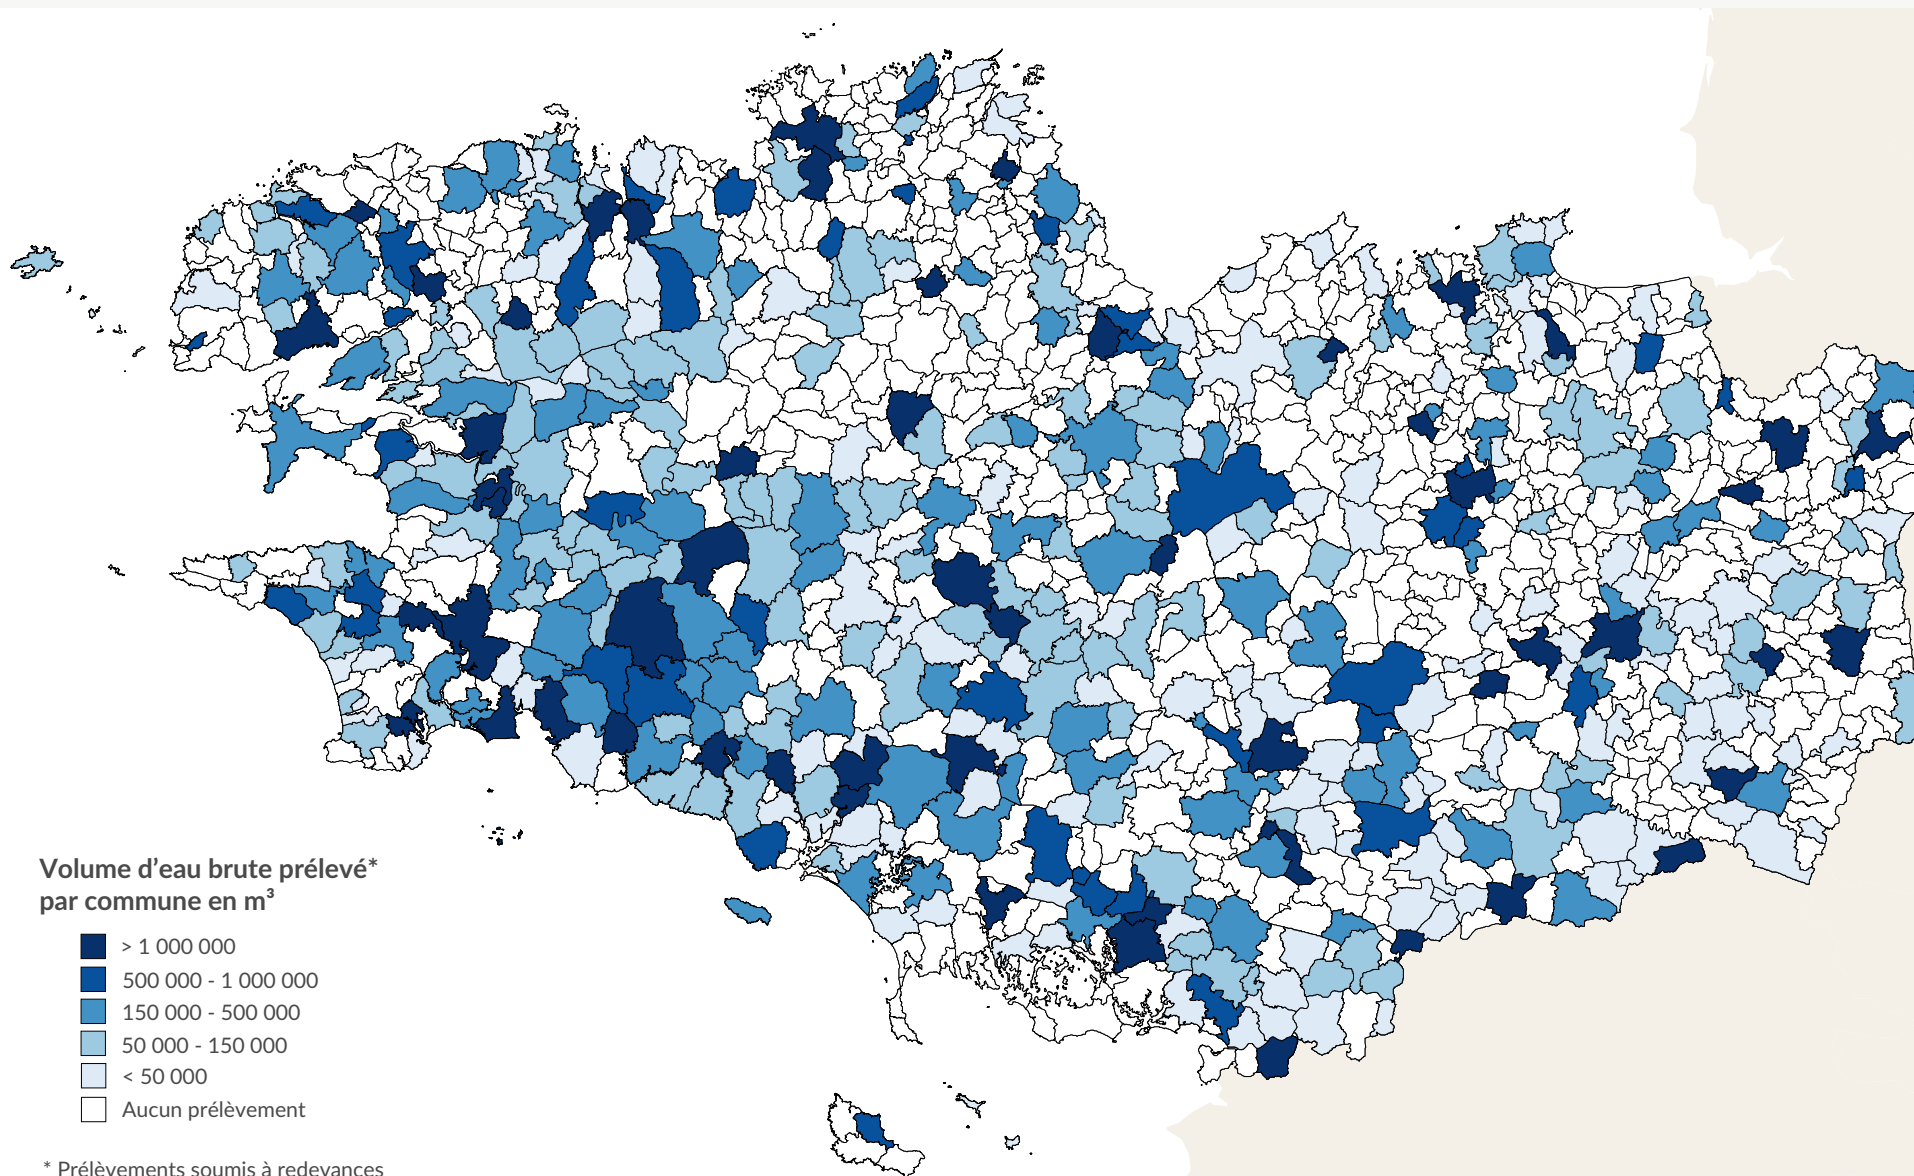 Volume d’eau brute prélevé*
par commune en m³
> 1 000 000
500 000 - 1 000 000
150 000 - 500 000
50 000 - 150 000
< 50 000
Aucun prélèvement
* Prélèvements soumis à redevances